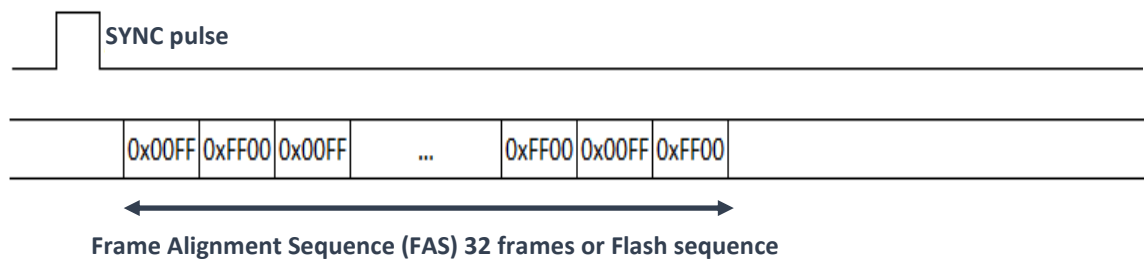 SYNC pulse
0x00FF 0xFF00 0x00FF ... 0xFF00 0x00FF 0xFF00
Frame Alignment Sequence (FAS) 32 frames or Flash sequence